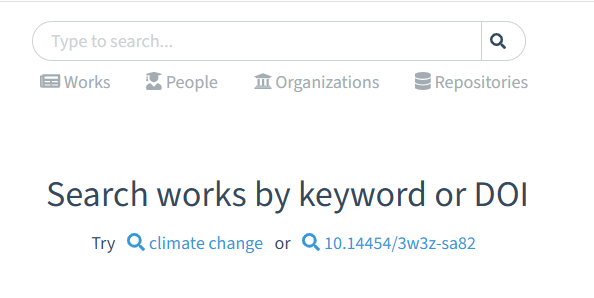 Type to search...
Works People Organizations Repositories
Search works by keyword or DOI
Try climate change or 10.14454/3w3z-sa82